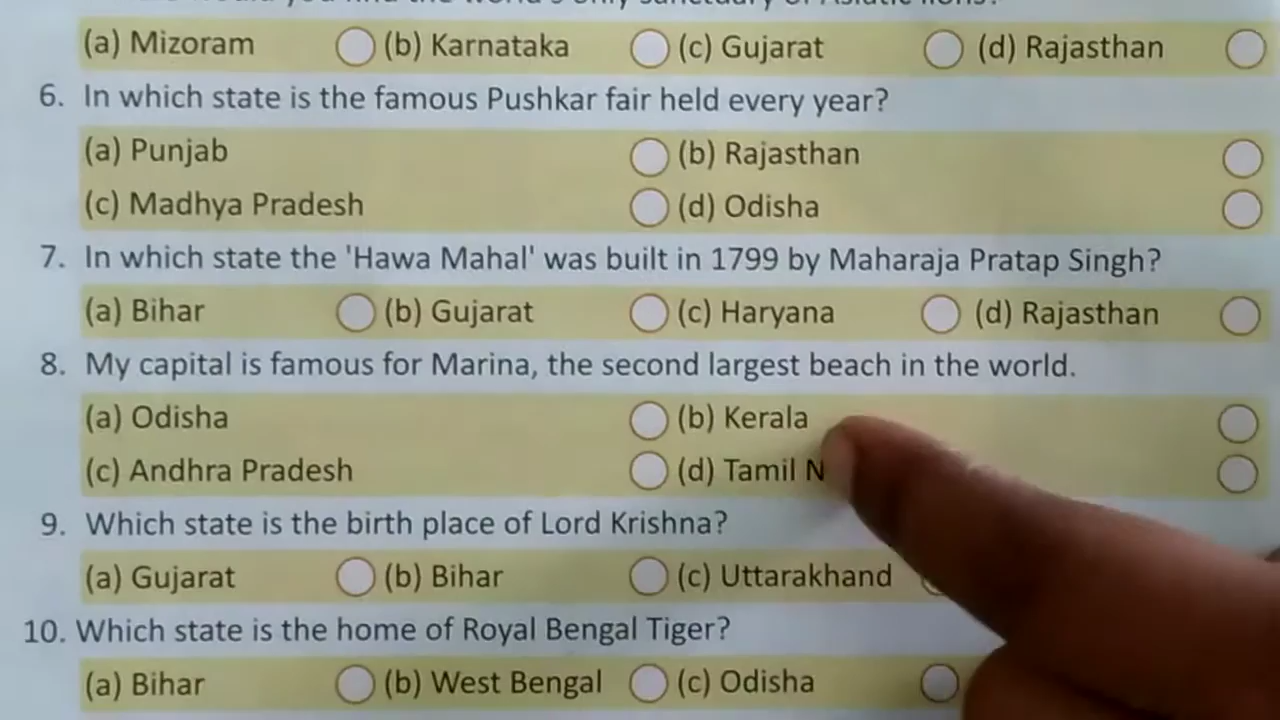 (a) Mizoram (b) Karnataka (c) Gujarat (d) Rajasthan
6. In which state is the famous Pushkar fair held every year?
(a) Punjab (b) Rajasthan
(c) Madhya Pradesh (d) Odisha
7. In which state the 'Hawa Mahal' was built in 1799 by Maharaja Pratap Singh?
(a) Bihar (b) Gujarat (c) Haryana (d) Rajasthan
8. My capital is famous for Marina, the second largest beach in the world.
(a) Odisha (b) Kerala
(c) Andhra Pradesh (d) Tamil N
9. Which state is the birth place of Lord Krishna?
(a) Gujarat (b) Bihar (c) Uttarakhand
10. Which state is the home of Royal Bengal Tiger?
(a) Bihar (b) West Bengal (c) Odisha